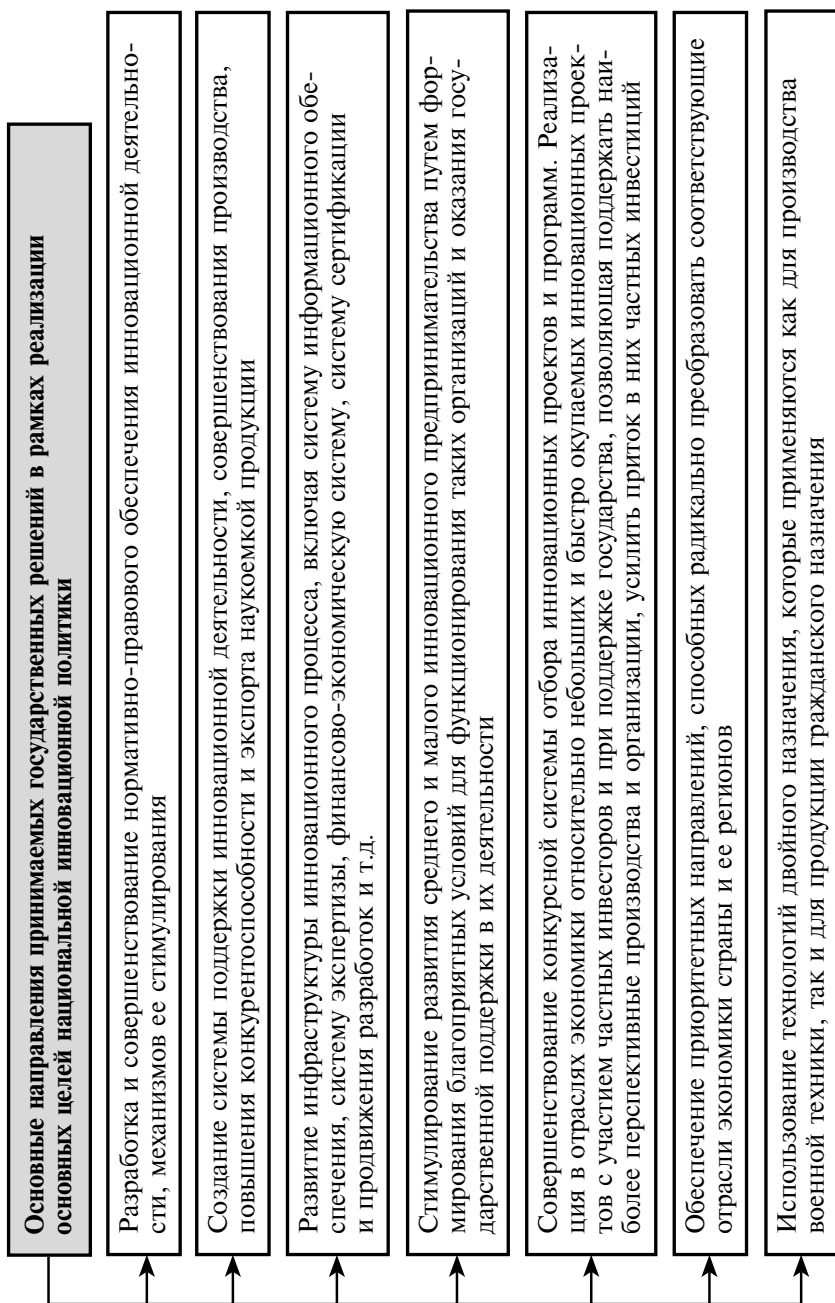 Основные направления принимаемых государственных решений в рамках реализации
основных целей национальной инновационной политики
Разработка и совершенствование нормативно-правового обеспечения инновационной деятельно-
сти, механизмов ее стимулирования
Создание системы поддержки инновационной деятельности, совершенствования производства,
повышения конкурентоспособности и экспорта наукоемкой продукции
Развитие инфраструктуры инновационного процесса, включая систему информационного обе-
спечения, систему экспертизы, финансово-экономическую систему, систему сертификации
и продвижения разработок и т.д.
Стимулирование развития среднего и малого инновационного предпринимательства путем фор-
мирования благоприятных условий для функционирования таких организаций и оказания госу-
дарственной поддержки в их деятельности
Совершенствование конкурсной системы отбора инновационных проектов и программ. Реализа-
ция в отраслях экономики относительно небольших и быстро окупаемых инновационных проек-
тов с участием частных инвесторов и при поддержке государства, позволяющая поддержать наи-
более перспективные производства и организации, усилить приток в них частных инвестиций
Обеспечение приоритетных направлений, способных радикально преобразовать соответствующие
отрасли экономики страны и ее регионов
Использование технологий двойного назначения, которые применяются как для производства
военной техники, так и для продукции гражданского назначения